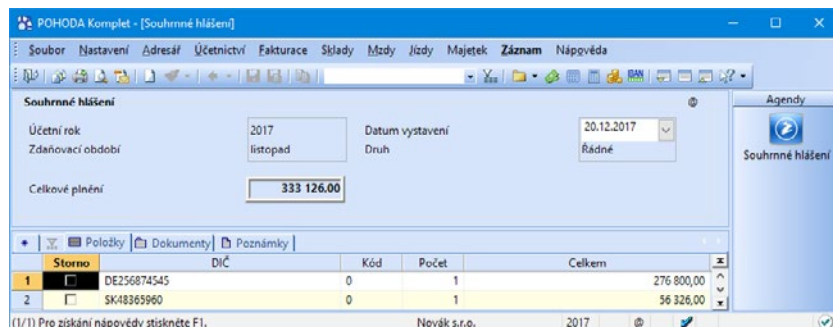 POHODA Komplet - [Souhrnné hlášení]
Soubor Nastavení Adresář Účetnictví Fakturace Sklady Mzdy Jízdy Majetek Záznam Nápověda
Souhrnné hlášení @ Agendy
Účetní rok 2017 Datum vystavení 20.12.2017
Zdaňovací období listopad Druh Řádné
Souhrnné hlášení
Celkové plnění 333 126.00
Položky Dokumenty Poznámky
Storno DIČ Kód Počet Celkem
1 DE256874545 0 1 276 800,00
2 SK48365960 0 1 56 326,00
(1/1) Pro získání nápovědy stiskněte F1. Novák s.r.o. 2017 @